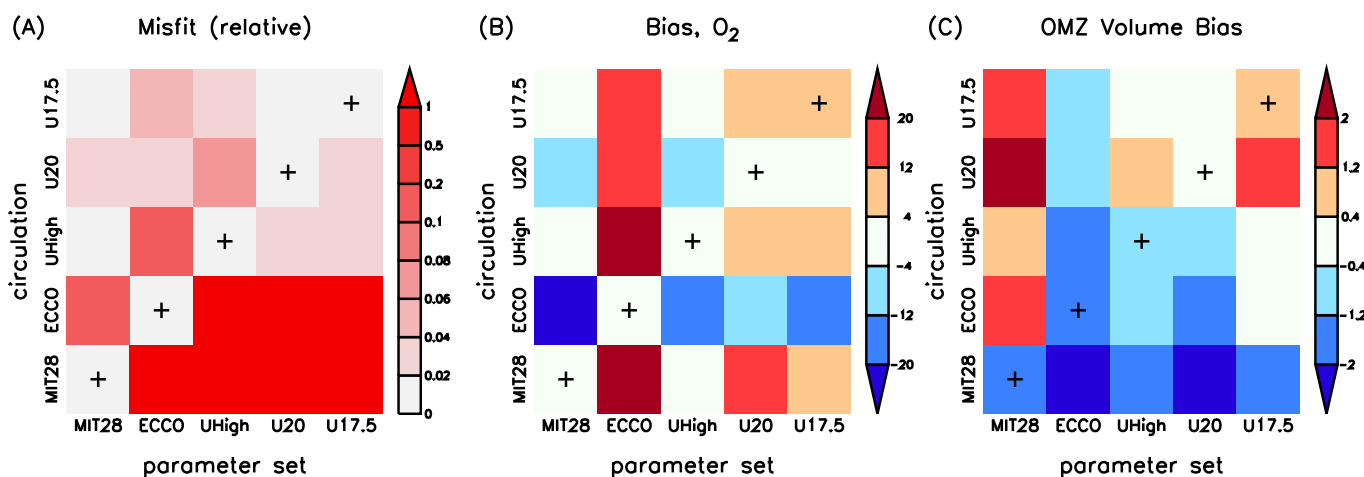 (A) Misfit (relative)
circulation
U17.5
U20
UHigh
ECCO
MIT28
MIT28 ECCO UHigh U20 U17.5
parameter set
1
0.5
0.2
0.1
0.08
0.06
0.04
0.02
0
(B) Bias, O₂
circulation
U17.5
U20
UHigh
ECCO
MIT28
MIT28 ECCO UHigh U20 U17.5
parameter set
20
12
4
-4
-12
-20
(C) OMZ Volume Bias
circulation
U17.5
U20
UHigh
ECCO
MIT28
MIT28 ECCO UHigh U20 U17.5
parameter set
2
1.2
0.4
-0.4
-1.2
-2